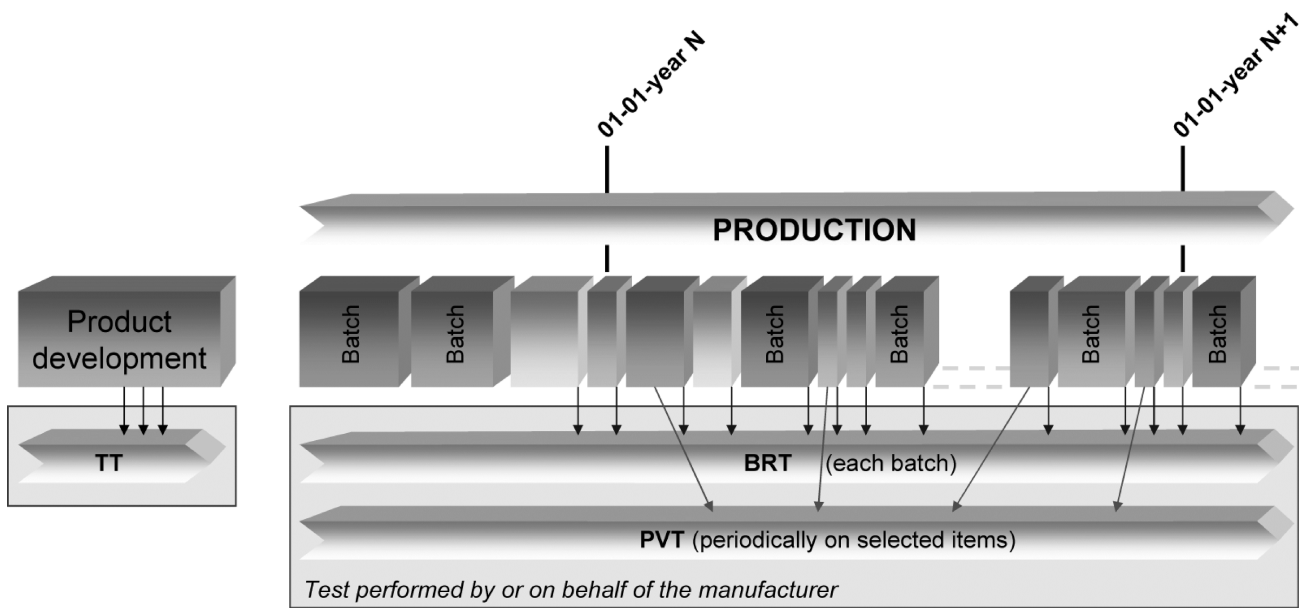 01-01-year N
01-01-year N+1
PRODUCTION
Product
development
Batch
Batch
Batch
Batch
Batch
Batch
TT
BRT (each batch)
PVT (periodically on selected items)
Test performed by or on behalf of the manufacturer